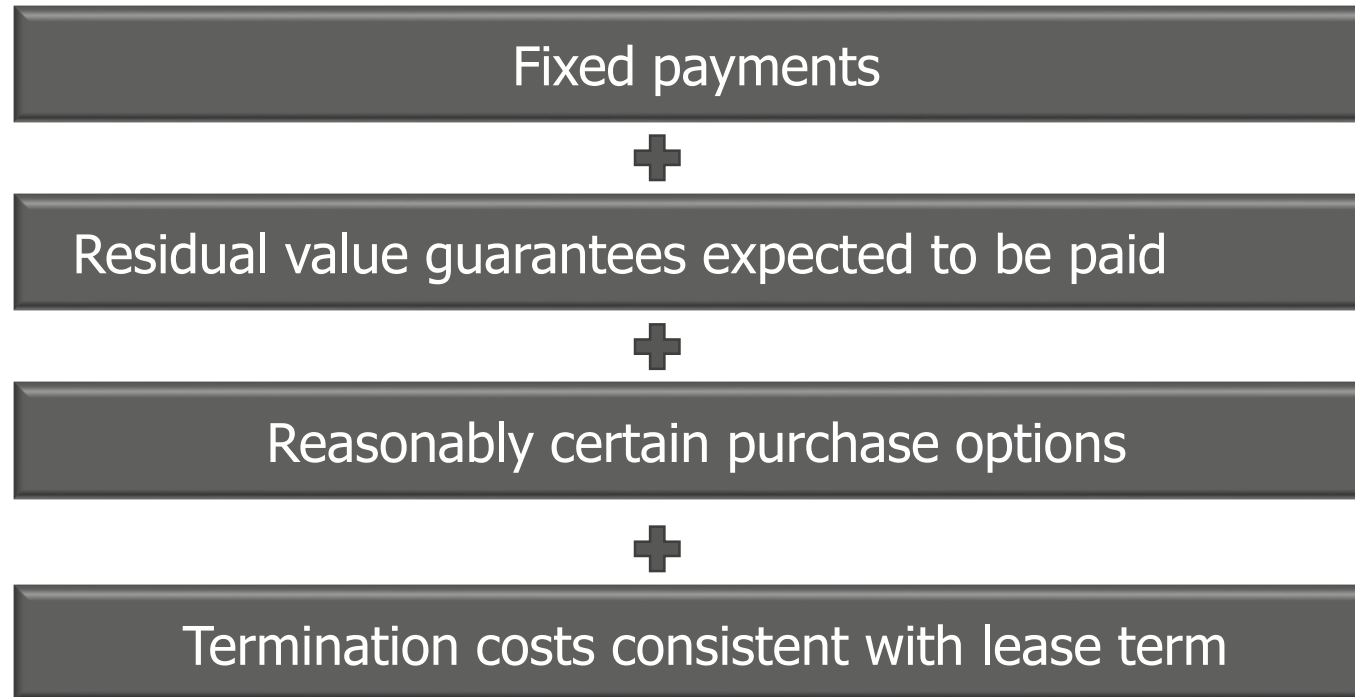 Fixed payments
+
Residual value guarantees expected to be paid
+
Reasonably certain purchase options
+
Termination costs consistent with lease term